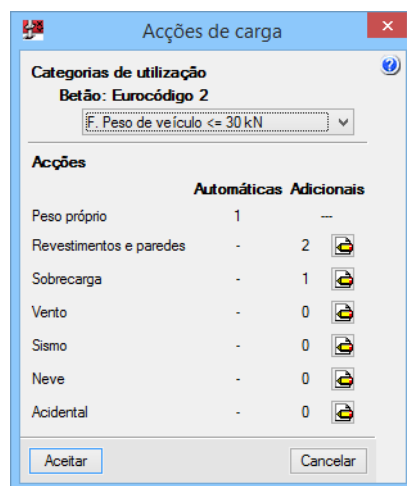 Acções de carga
Categorias de utilização
Betão: Eurocódigo 2
F. Peso de veículo <= 30 kN
Acções
Automáticas Adicionais
Peso próprio 1 ---
Revestimentos e paredes - 2
Sobrecarga - 1
Vento - 0
Sismo - 0
Neve - 0
Acidental - 0
Aceitar Cancelar